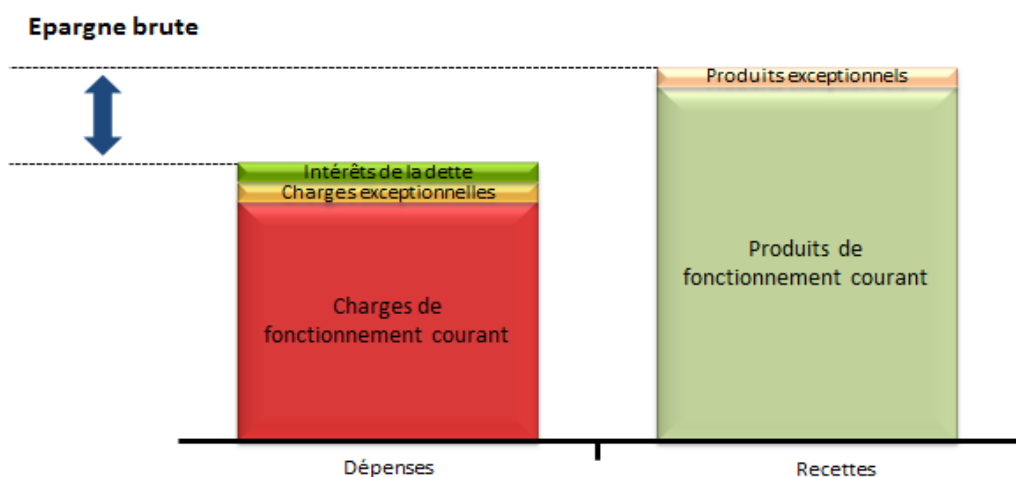 Epargne brute
Produits exceptionnels
Intérêts de la dette
Charges exceptionnelles
Produits de
fonctionnement courant
Charges de
fonctionnement courant
Dépenses
Recettes